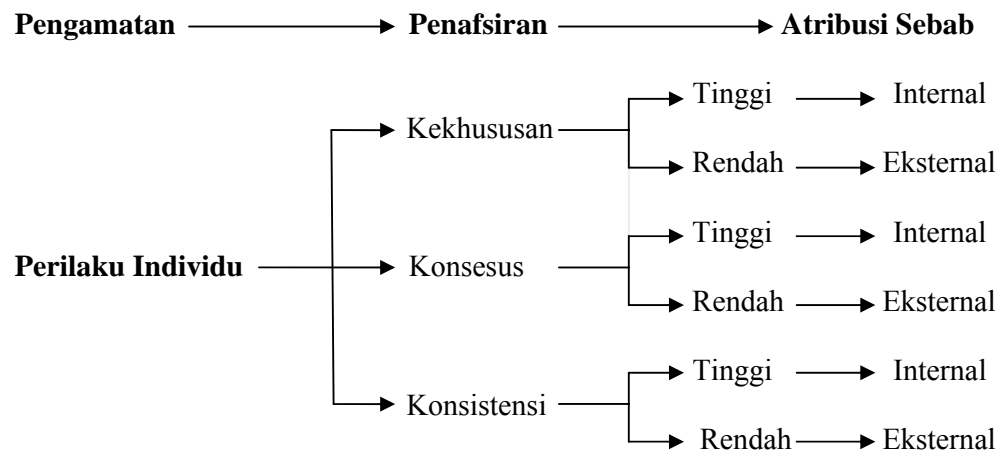 Pengamatan Penafsiran Atribusi Sebab
Tinggi Internal
Kekhususan
Rendah Eksternal
Tinggi Internal
Perilaku Individu Konsesus
Rendah Eksternal
Tinggi Internal
Konsistensi
Rendah Eksternal